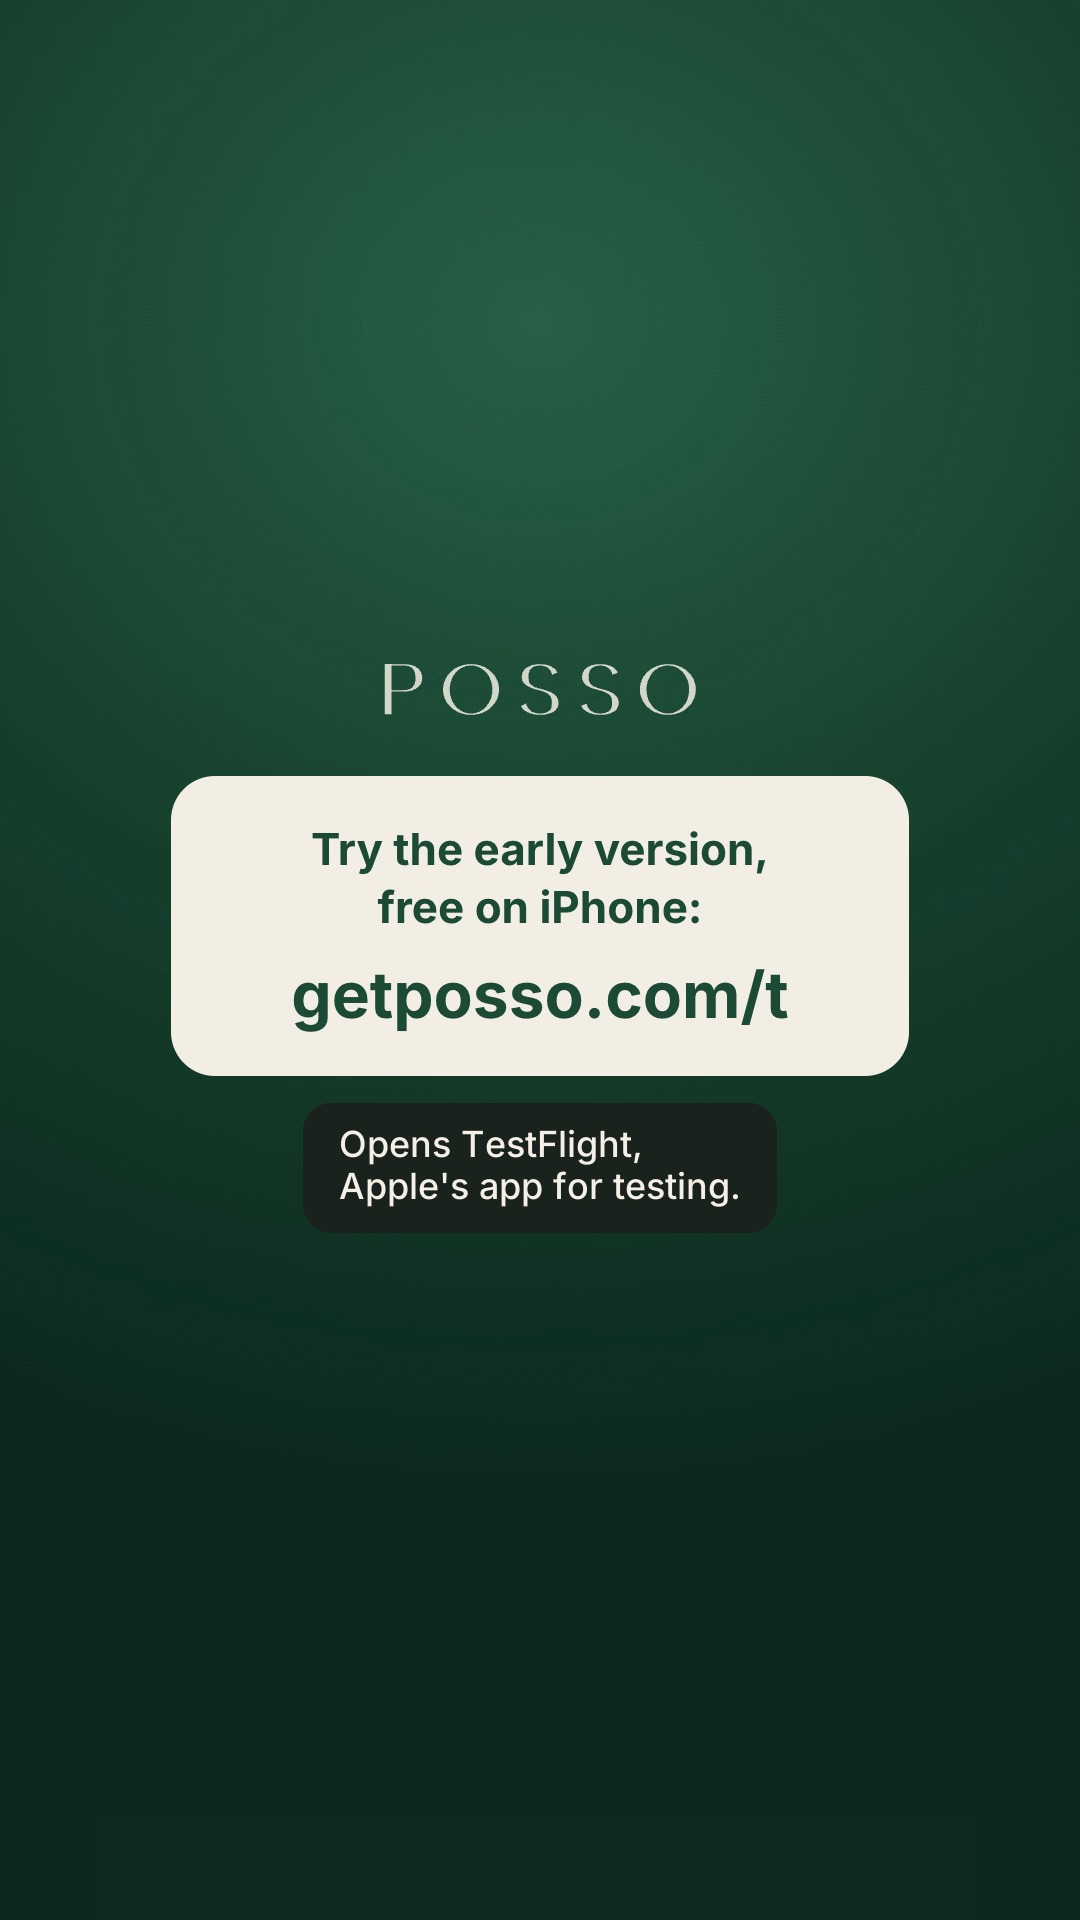 POSSO
Try the early version,
free on iPhone:
getposso.com/t
Opens TestFlight,
Apple's app for testing.